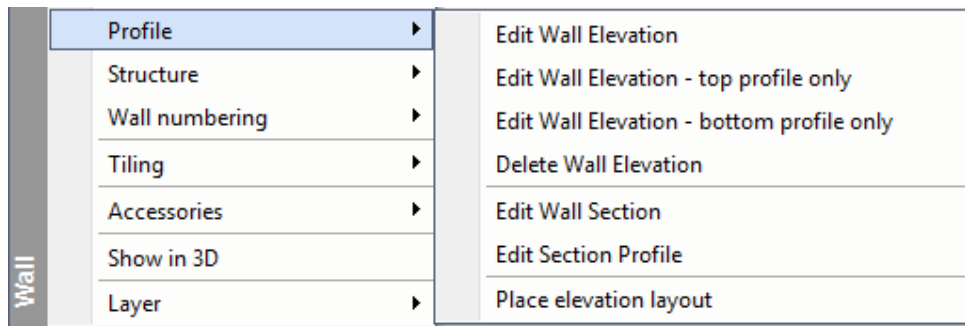 Wall
Profile
Structure
Wall numbering
Tiling
Accessories
Show in 3D
Layer
Edit Wall Elevation
Edit Wall Elevation - top profile only
Edit Wall Elevation - bottom profile only
Delete Wall Elevation
Edit Wall Section
Edit Section Profile
Place elevation layout